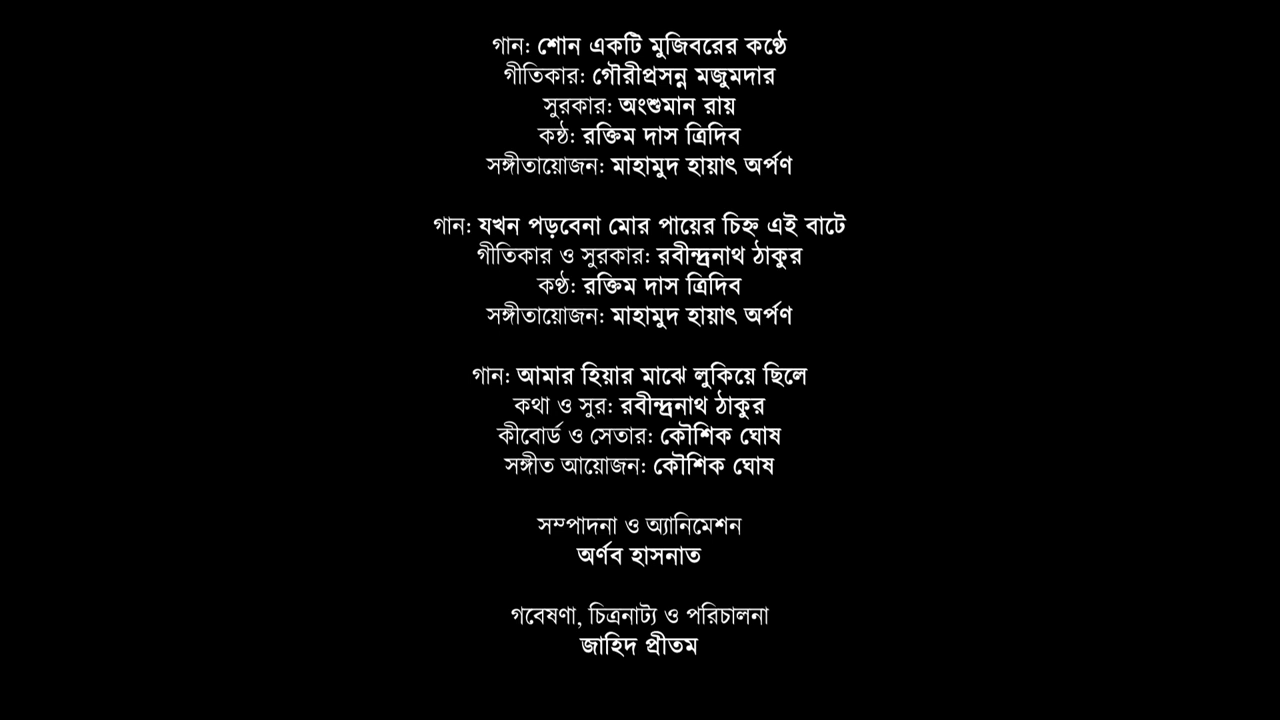 গান: শোন একটি মুজিবরের কণ্ঠে
গীতিকার: গৌরীপ্রসন্ন মজুমদার
সুরকার: অংশুমান রায়
কন্ঠ: রক্তিম দাস ত্রিদিব
সঙ্গীতায়োজন: মাহামুদ হায়াৎ অর্পণ
গান: যখন পড়বেনা মোর পায়ের চিহ্ন এই বাটে
গীতিকার ও সুরকার: রবীন্দ্রনাথ ঠাকুর
কণ্ঠ: রক্তিম দাস ত্রিদিব
সঙ্গীতায়োজন: মাহামুদ হায়াৎ অর্পণ
গান: আমার হিয়ার মাঝে লুকিয়ে ছিলে
কথা ও সুর: রবীন্দ্রনাথ ঠাকুর
কীবোর্ড ও সেতার: কৌশিক ঘোষ
সঙ্গীত আয়োজন: কৌশিক ঘোষ
সম্পাদনা ও অ্যানিমেশন
অর্ণব হাসনাত
গবেষণা, চিত্রনাট্য ও পরিচালনা
জাহিদ প্রীতম